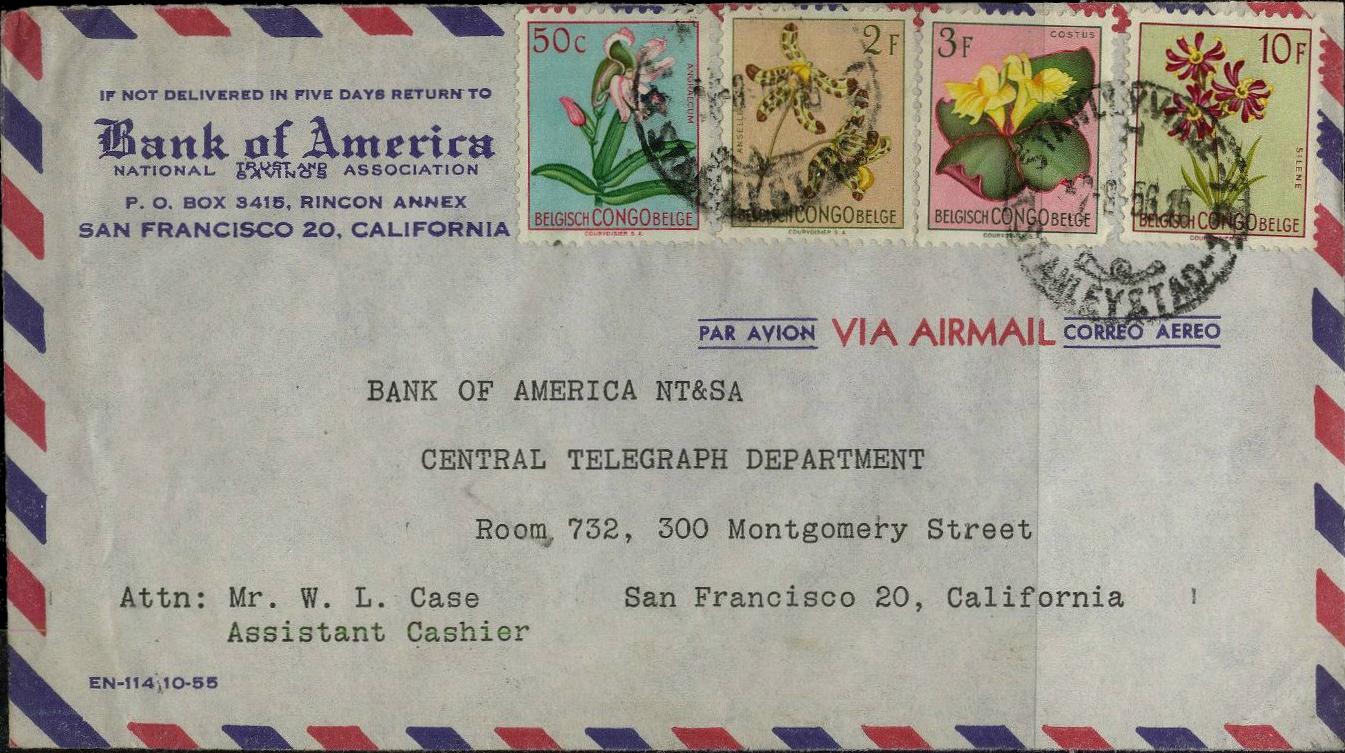 IF NOT DELIVERED IN FIVE DAYS RETURN TO
Bank of America
NATIONAL TRUST AND SAVINGS ASSOCIATION
P. O. BOX 3415, RINCON ANNEX
SAN FRANCISCO 20, CALIFORNIA
50c
ANGRAECUM
BELGISCH CONGO BELGE
COURVOISIER S.A.
2F
BELGISCH CONGO BELGE
COURVOISIER S.A.
3F
COSTUS
BELGISCH CONGO BELGE
10F
SILENE
BELGISCH CONGO BELGE
STANLEYVILLE
STANLEYSTAD-1
PAR AVION VIA AIRMAIL CORREO AEREO
BANK OF AMERICA NT&SA
CENTRAL TELEGRAPH DEPARTMENT
Room 732, 300 Montgomery Street
Attn: Mr. W. L. Case San Francisco 20, California
Assistant Cashier
EN-114 10-55